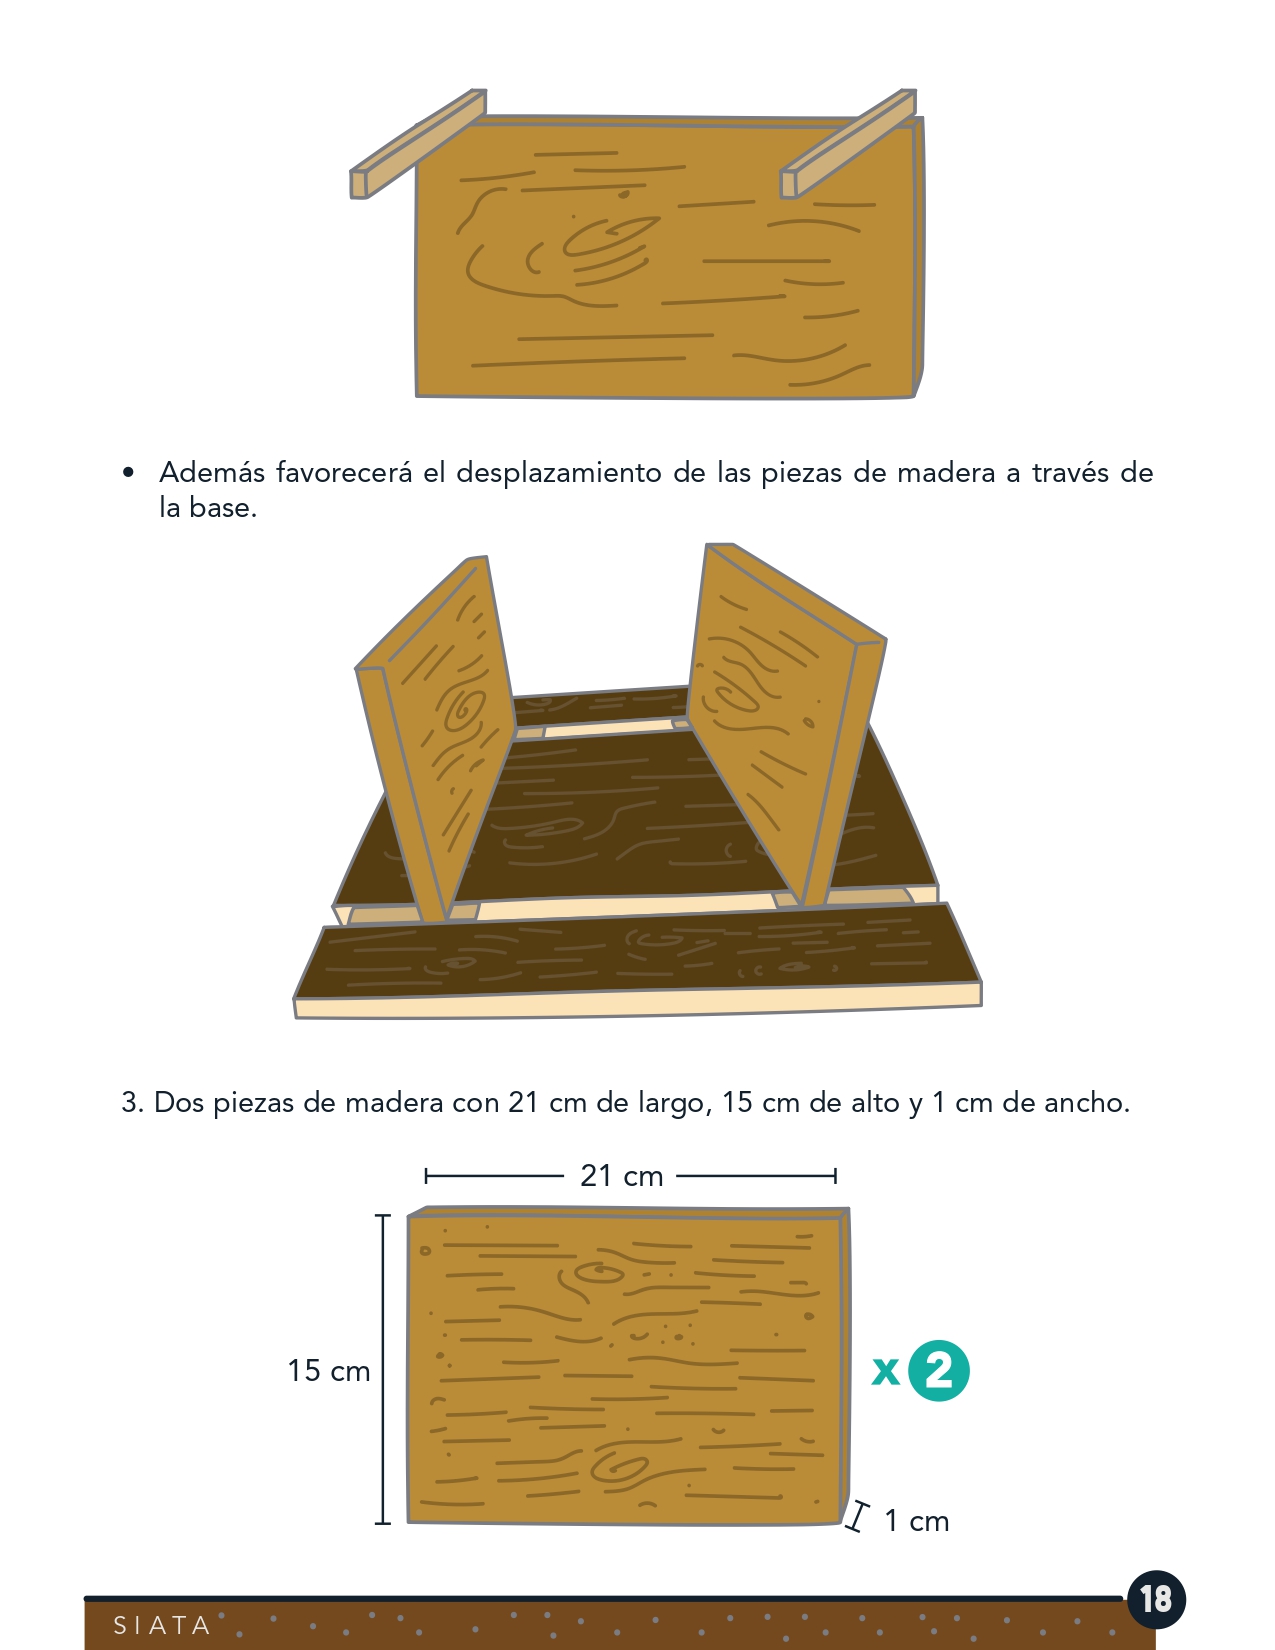 • Además favorecerá el desplazamiento de las piezas de madera a través de
la base.
3. Dos piezas de madera con 21 cm de largo, 15 cm de alto y 1 cm de ancho.
21 cm
15 cm
x 2
1 cm
SIATA
18